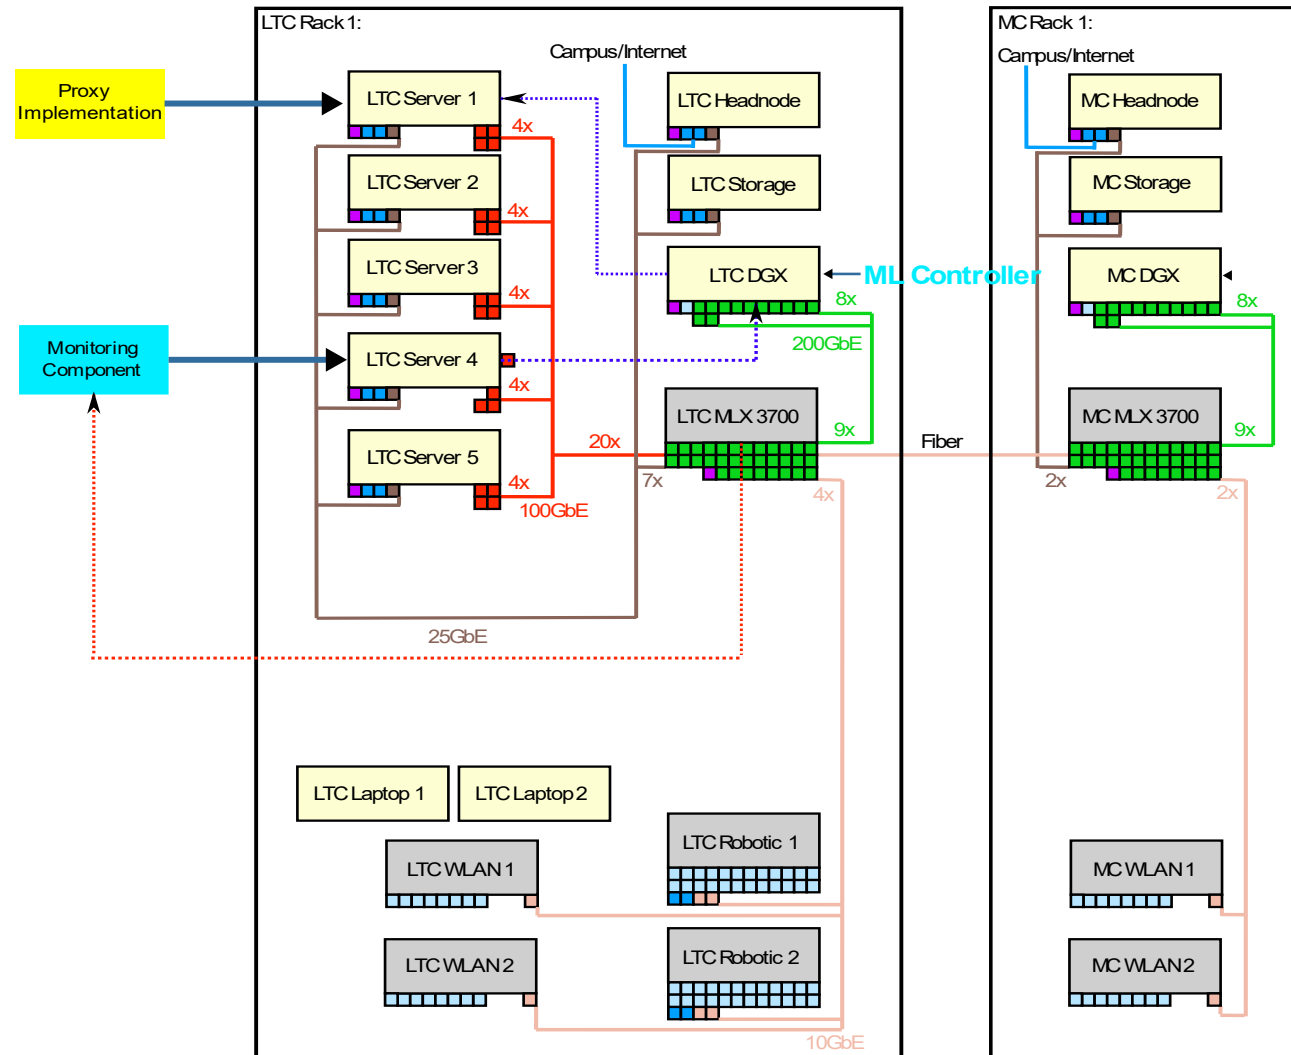 LTC Rack 1:
MC Rack 1:
Campus/Internet
Campus/Internet
Proxy
Implementation
LTC Server 1
4x
LTC Headnode
MC Headnode
LTC Server 2
4x
LTC Storage
MC Storage
LTC Server 3
4x
LTC DGX
ML Controller
MC DGX
8x
8x
200GbE
Monitoring
Component
LTC Server 4
4x
LTC MLX 3700
9x
Fiber
MC MLX 3700
9x
20x
LTC Server 5
4x
100GbE
7x
4x
2x
2x
25GbE
LTC Laptop 1
LTC Laptop 2
LTC Robotic 1
LTC WLAN 1
MC WLAN 1
LTC Robotic 2
LTC WLAN 2
MC WLAN 2
10GbE